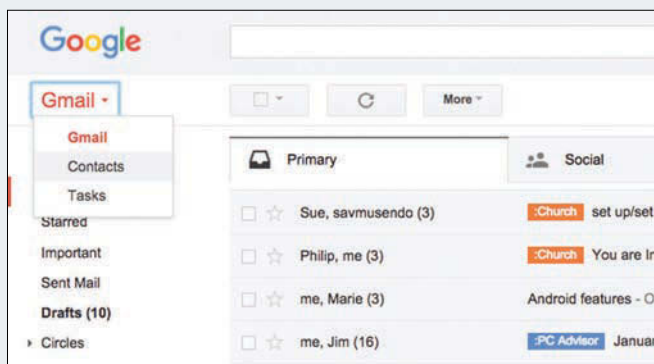 Google
Gmail
More
Gmail
Contacts
Tasks
Primary
Social
Starred
Important
Sent Mail
Drafts (10)
Circles
Sue, savmusendo (3)
:Church set up/set
Philip, me (3)
:Church You are
me, Marie (3)
Android features -
me, Jim (16)
:PC Advisor